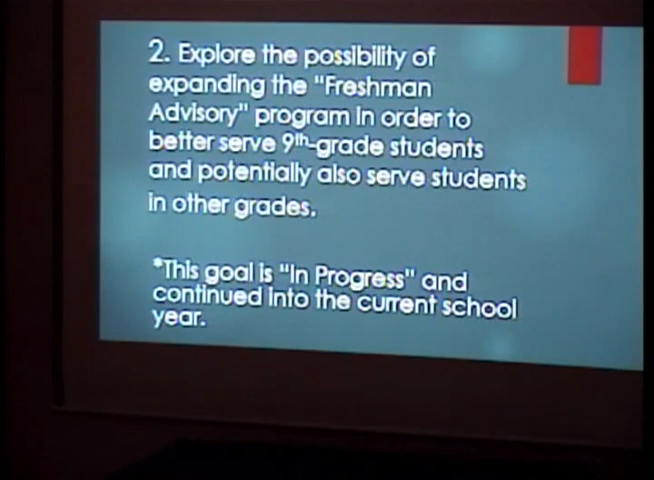 2. Explore the possibility of
expanding the "Freshman
Advisory" program in order to
better serve 9th-grade students
and potentially also serve students
in other grades.
*This goal is "In Progress" and
continued into the current school
year.